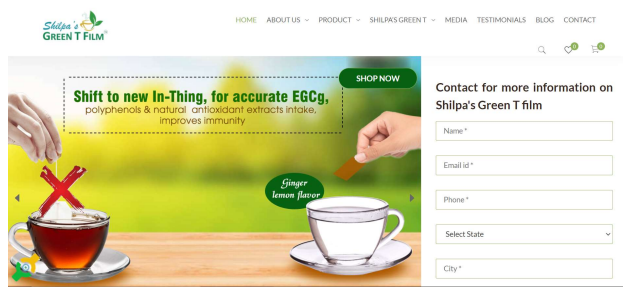 Shilpa's
GREEN T FILM
HOME ABOUT US PRODUCT SHILPA'S GREEN T MEDIA TESTIMONIALS BLOG CONTACT
0 0
SHOP NOW
Shift to new In-Thing, for accurate EGCg,
polyphenols & natural antioxidant extracts intake,
improves immunity
Ginger
lemon flavor
Contact for more information on
Shilpa's Green T film
Name *
Email id *
Phone *
Select State
City *